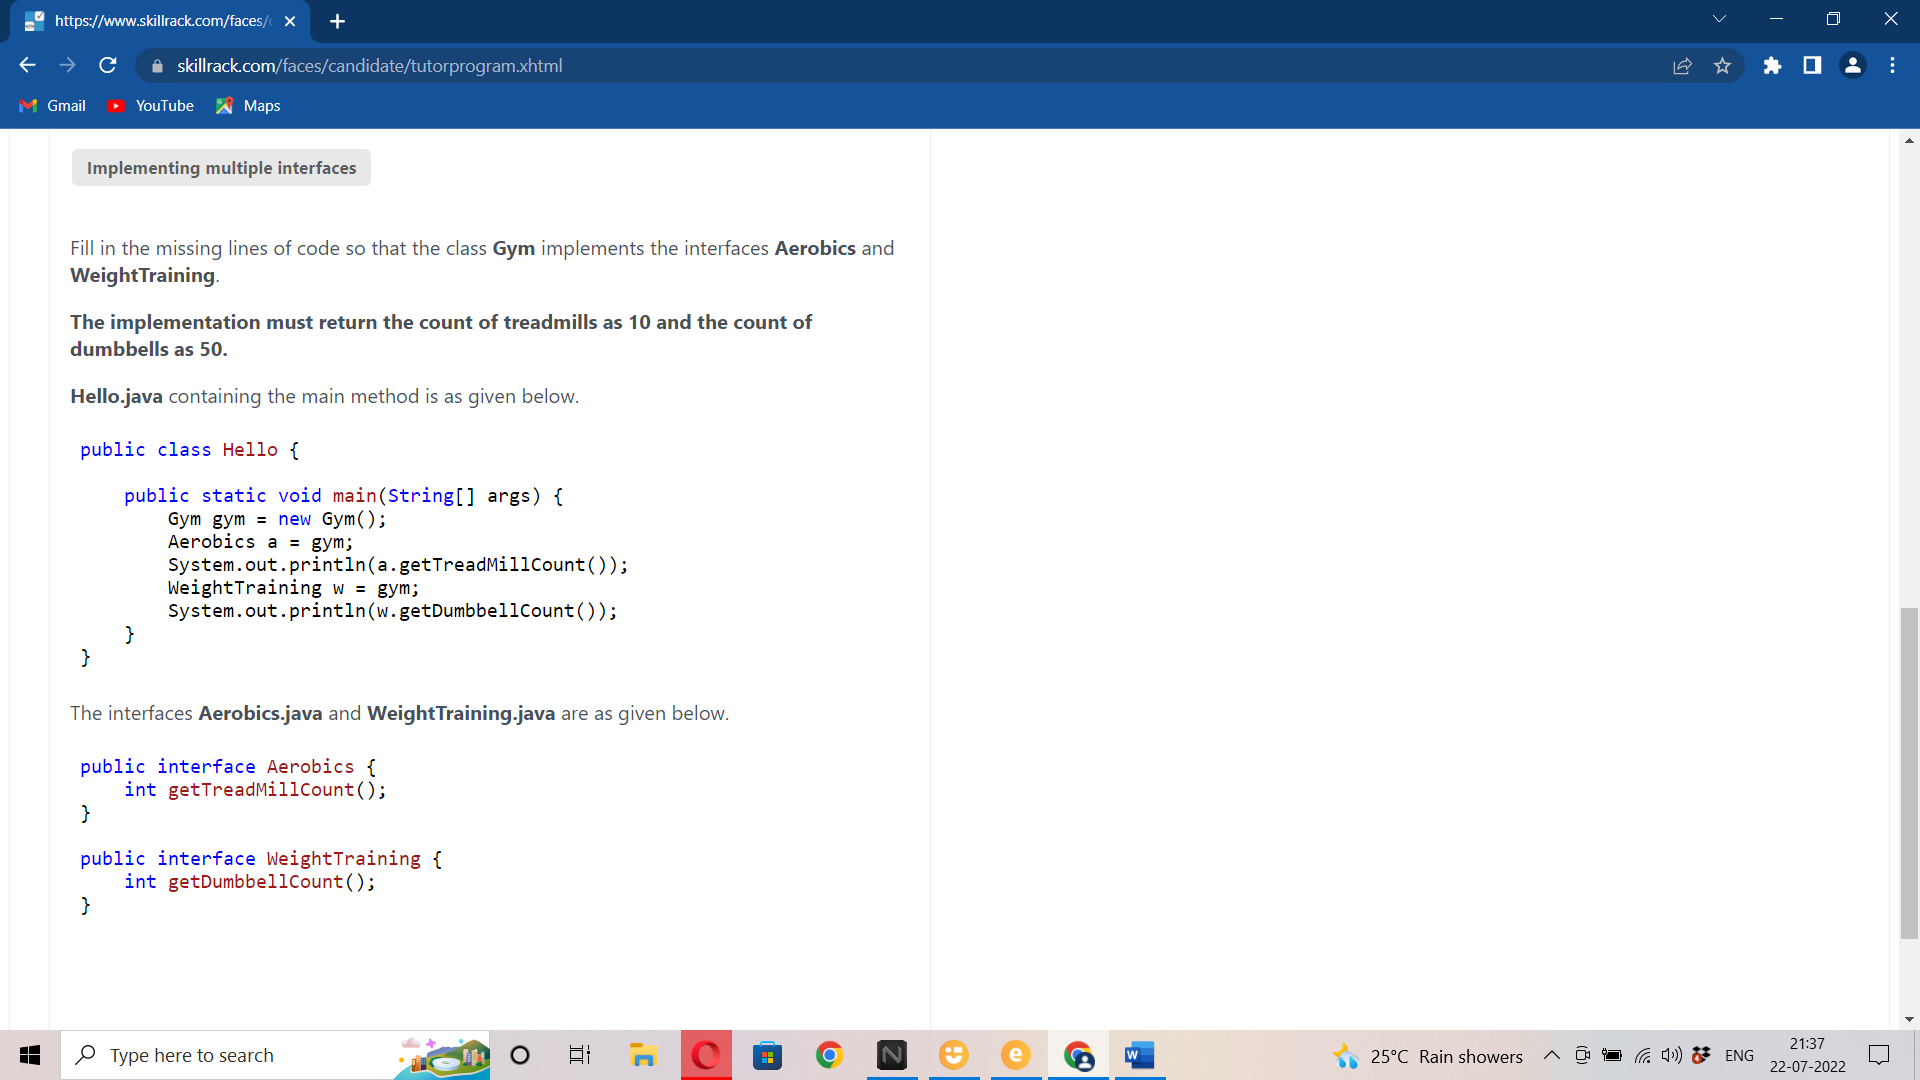 https://www.skillrack.com/faces/
skillrack.com/faces/candidate/tutorprogram.xhtml
Gmail YouTube Maps
Implementing multiple interfaces
Fill in the missing lines of code so that the class Gym implements the interfaces Aerobics and
WeightTraining.
The implementation must return the count of treadmills as 10 and the count of
dumbbells as 50.
Hello.java containing the main method is as given below.
public class Hello {
    public static void main(String[] args) {
        Gym gym = new Gym();
        Aerobics a = gym;
        System.out.println(a.getTreadMillCount());
        WeightTraining w = gym;
        System.out.println(w.getDumbbellCount());
    }
}
The interfaces Aerobics.java and WeightTraining.java are as given below.
public interface Aerobics {
    int getTreadMillCount();
}
public interface WeightTraining {
    int getDumbbellCount();
}
Type here to search
25°C Rain showers
ENG
21:37
22-07-2022